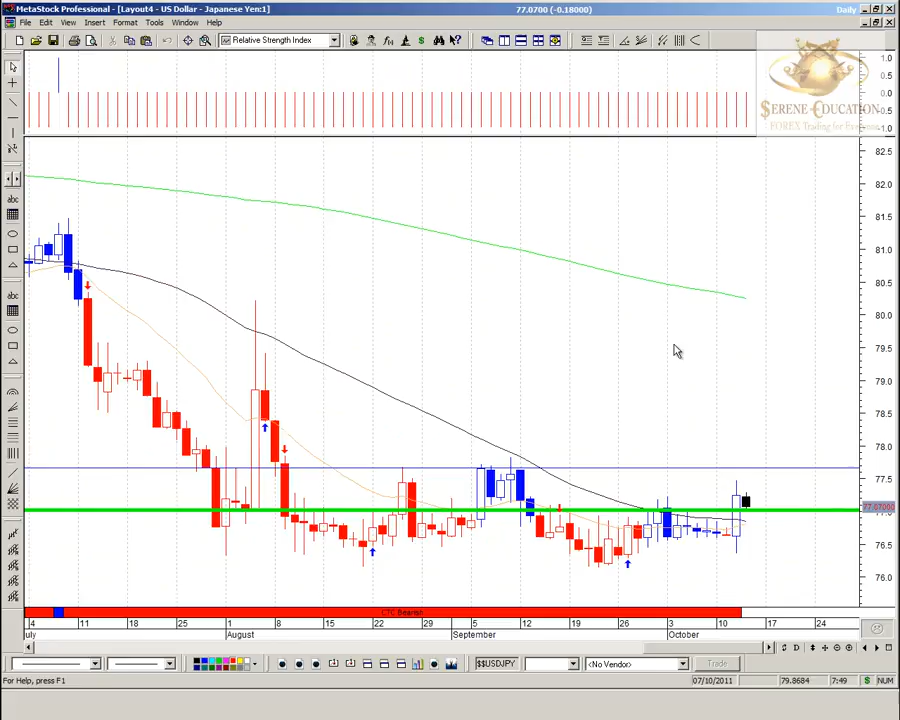 MetaStock Professional - [Layout4 - US Dollar - Japanese Yen:1]
77.0700 (-0.18000)
Daily
File Edit View Insert Format Tools Window Help
Relative Strength Index
1.0
0.5
0.0
-0.5
-1.0
SERENE EDUCATION
FOREX Trading for Everyone
abc
abc
82.5
82.0
81.5
81.0
80.5
80.0
79.5
79.0
78.5
78.0
77.5
77.0700
77.0
76.5
76.0
CTC Bearish
4 11 18 25 1 8 15 22 29 5 12 19 26 3 10 17 24
July August September October
$$USDJPY
<No Vendor>
Trade
For Help, press F1
07/10/2011 79.8684 7:49 $ NUM